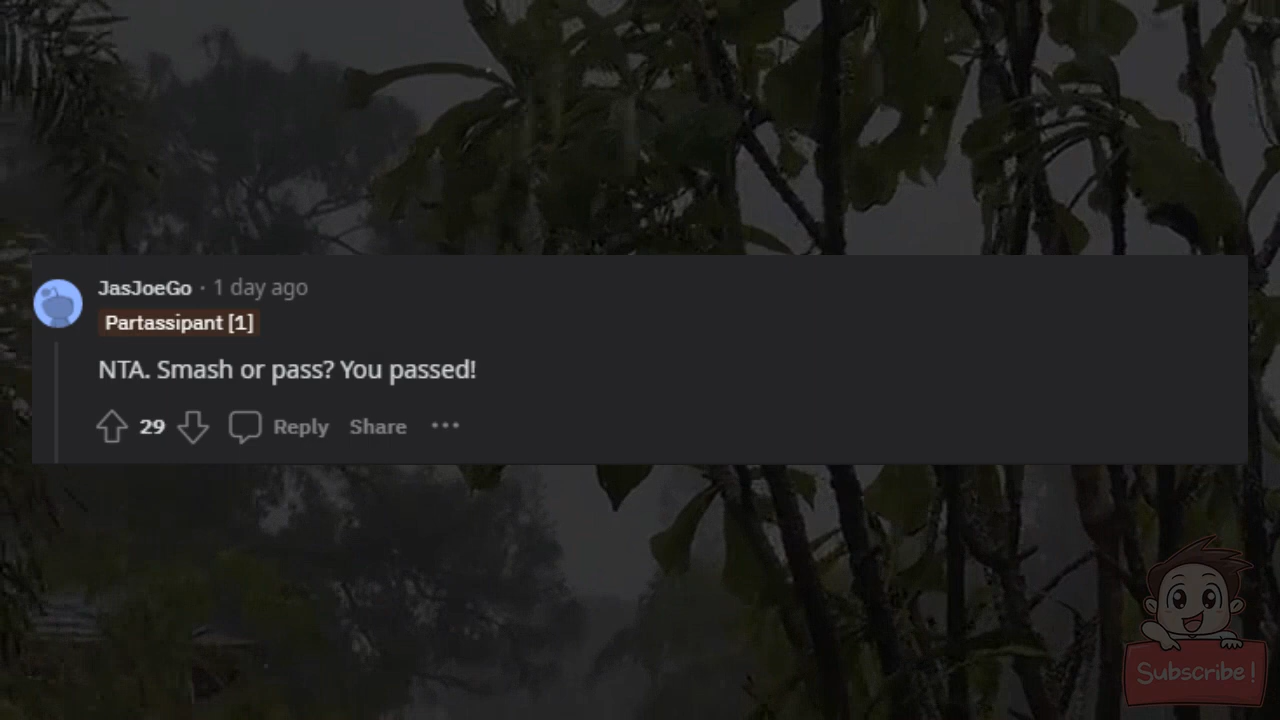 JasJoeGo · 1 day ago
Partassipant [1]
NTA. Smash or pass? You passed!
29 Reply Share ···
Subscribe!